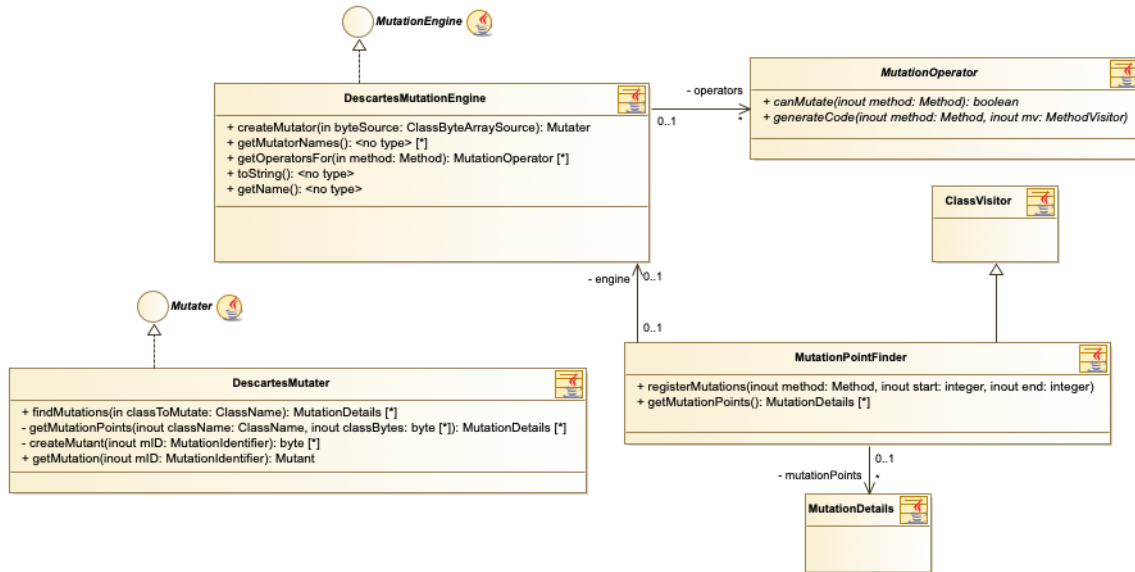 MutationEngine
DescartesMutationEngine
+ createMutator(in byteSource: ClassByteArraySource): Mutater
+ getMutatorNames(): <no type> [*]
+ getOperatorsFor(in method: Method): MutationOperator [*]
+ toString(): <no type>
+ getName(): <no type>
- operators
0..1
*
MutationOperator
+ canMutate(inout method: Method): boolean
+ generateCode(inout method: Method, inout mv: MethodVisitor)
ClassVisitor
- engine
0..1
0..1
Mutater
DescartesMutater
+ findMutations(in classToMutate: ClassName): MutationDetails [*]
- getMutationPoints(inout className: ClassName, inout classBytes: byte [*]): MutationDetails [*]
- createMutant(inout mID: MutationIdentifier): byte [*]
+ getMutation(inout mID: MutationIdentifier): Mutant
MutationPointFinder
+ registerMutations(inout method: Method, inout start: integer, inout end: integer)
+ getMutationPoints(): MutationDetails [*]
0..1
- mutationPoints
*
MutationDetails